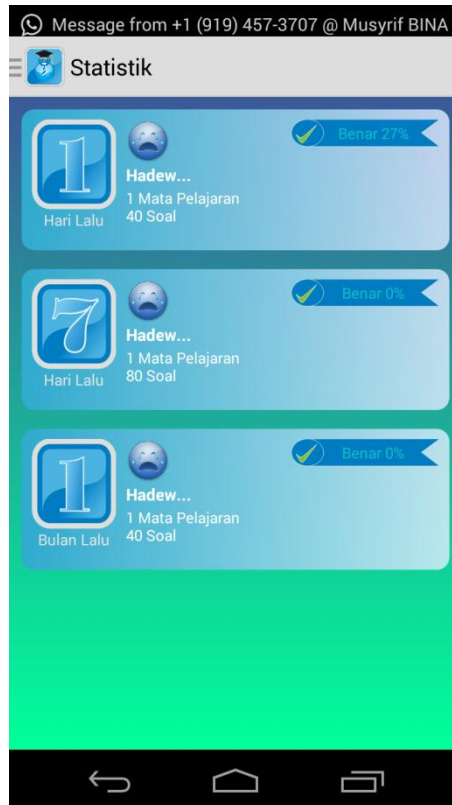 Message from +1 (919) 457-3707 @ Musyrif BINA
Statistik
1
Hari Lalu
Hadew...
1 Mata Pelajaran
40 Soal
Benar 27%
7
Hari Lalu
Hadew...
1 Mata Pelajaran
80 Soal
Benar 0%
1
Bulan Lalu
Hadew...
1 Mata Pelajaran
40 Soal
Benar 0%